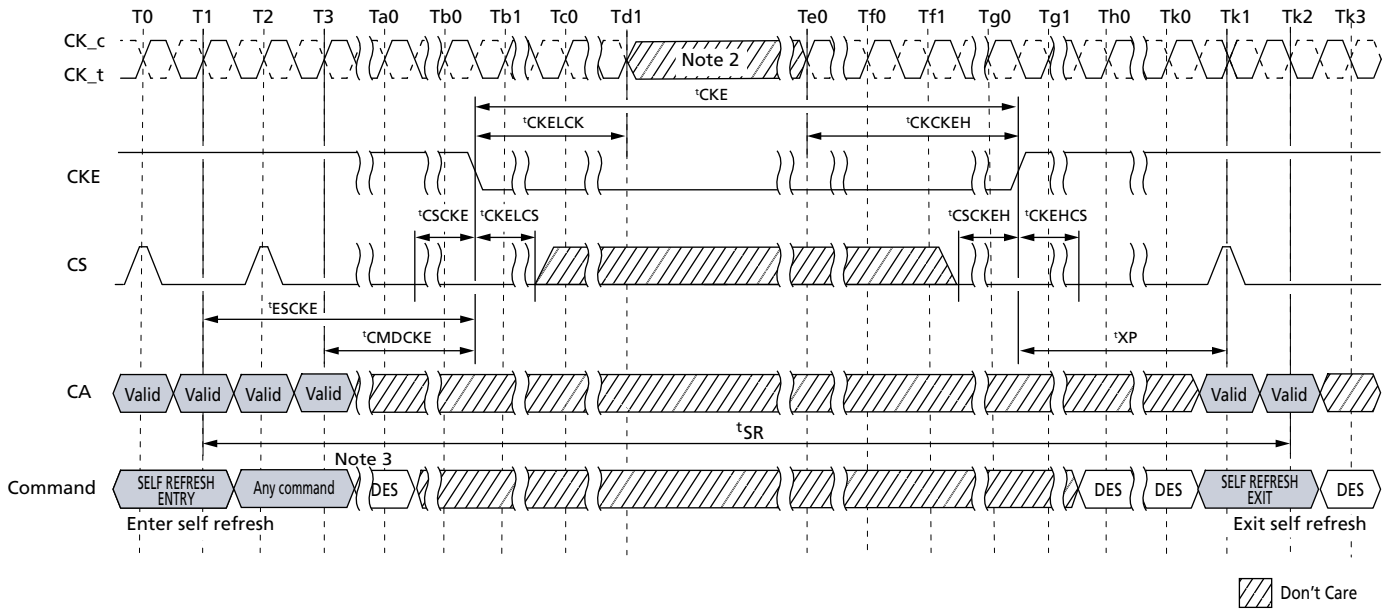 T0 T1 T2 T3 Ta0 Tb0 Tb1 Tc0 Td1 Te0 Tf0 Tf1 Tg0 Tg1 Th0 Tk0 Tk1 Tk2 Tk3
CK_c
CK_t
Note 2
tCKE
tCKELCK tCKCKEH
CKE
tCSCKE tCKELCS tCSCKEH tCKEHCS
CS
tESCKE
tCMDCKE tXP
CA Valid Valid Valid Valid Valid Valid
tSR
Note 3
Command SELF REFRESH ENTRY Any command DES DES DES SELF REFRESH EXIT DES
Enter self refresh Exit self refresh
Don't Care